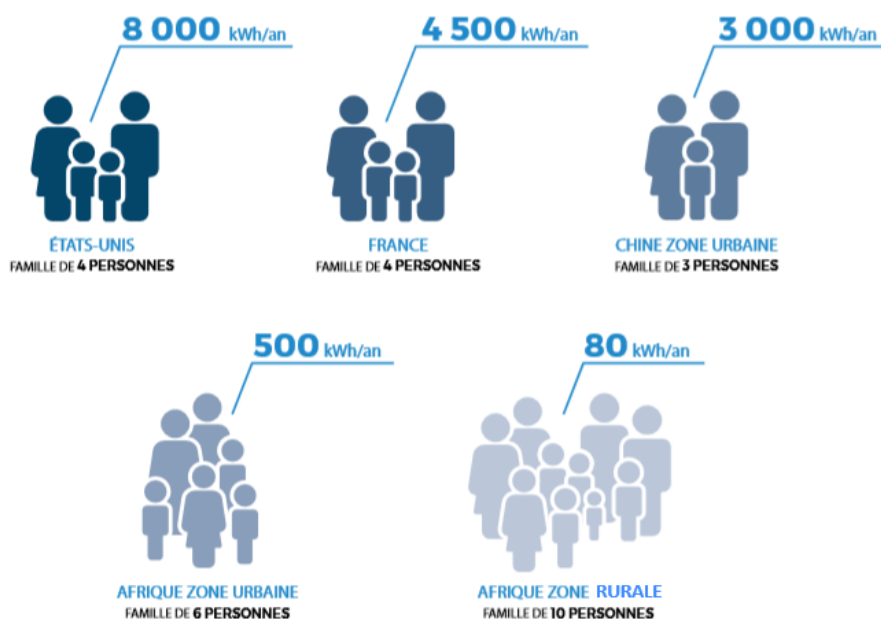 8 000 kWh/an
4 500 kWh/an
3 000 kWh/an
ÉTATS-UNIS
FAMILLE DE 4 PERSONNES
FRANCE
FAMILLE DE 4 PERSONNES
CHINE ZONE URBAINE
FAMILLE DE 3 PERSONNES
500 kWh/an
80 kWh/an
AFRIQUE ZONE URBAINE
FAMILLE DE 6 PERSONNES
AFRIQUE ZONE RURALE
FAMILLE DE 10 PERSONNES